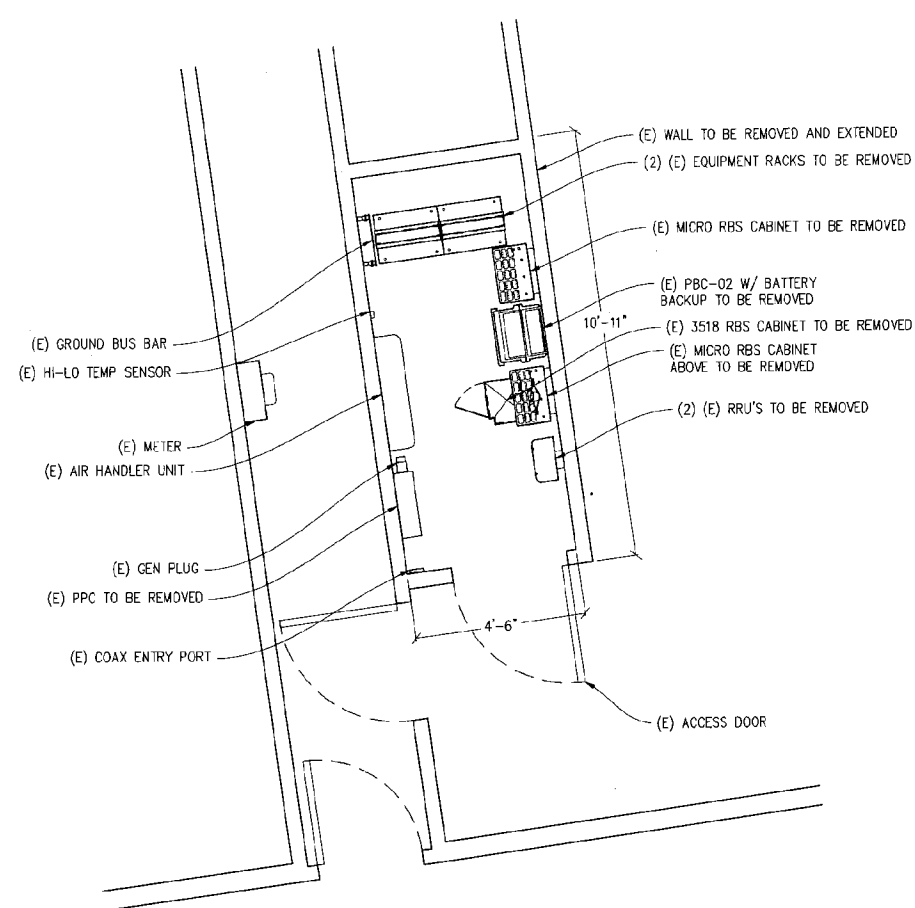 (E) WALL TO BE REMOVED AND EXTENDED
(2) (E) EQUIPMENT RACKS TO BE REMOVED
(E) MICRO RBS CABINET TO BE REMOVED
(E) PBC-02 W/ BATTERY
BACKUP TO BE REMOVED
10'-11"
(E) 3518 RBS CABINET TO BE REMOVED
(E) MICRO RBS CABINET
ABOVE TO BE REMOVED
(2) (E) RRU'S TO BE REMOVED
(E) GROUND BUS BAR
(E) HI-LO TEMP SENSOR
(E) METER
(E) AIR HANDLER UNIT
(E) GEN PLUG
(E) PPC TO BE REMOVED
(E) COAX ENTRY PORT
4'-6"
(E) ACCESS DOOR